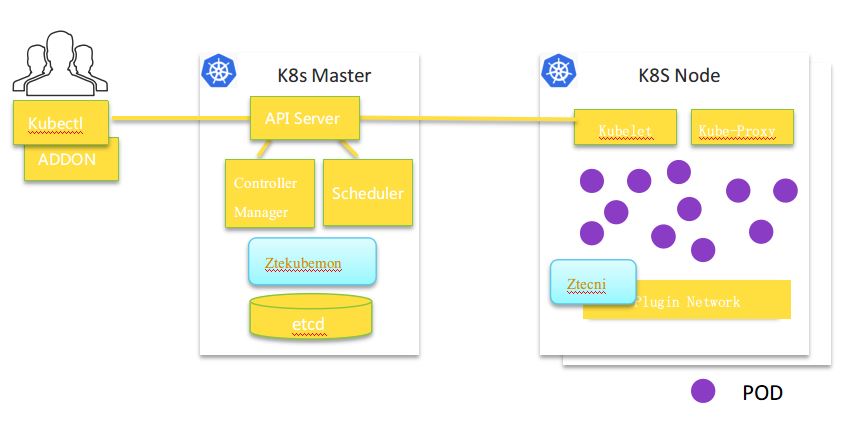 K8s Master
K8S Node
Kubectl
ADDON
API Server
Controller
Manager
Scheduler
Ztekubemon
etcd
Kubelet
Kube-Proxy
Ztecni
Plugin Network
POD